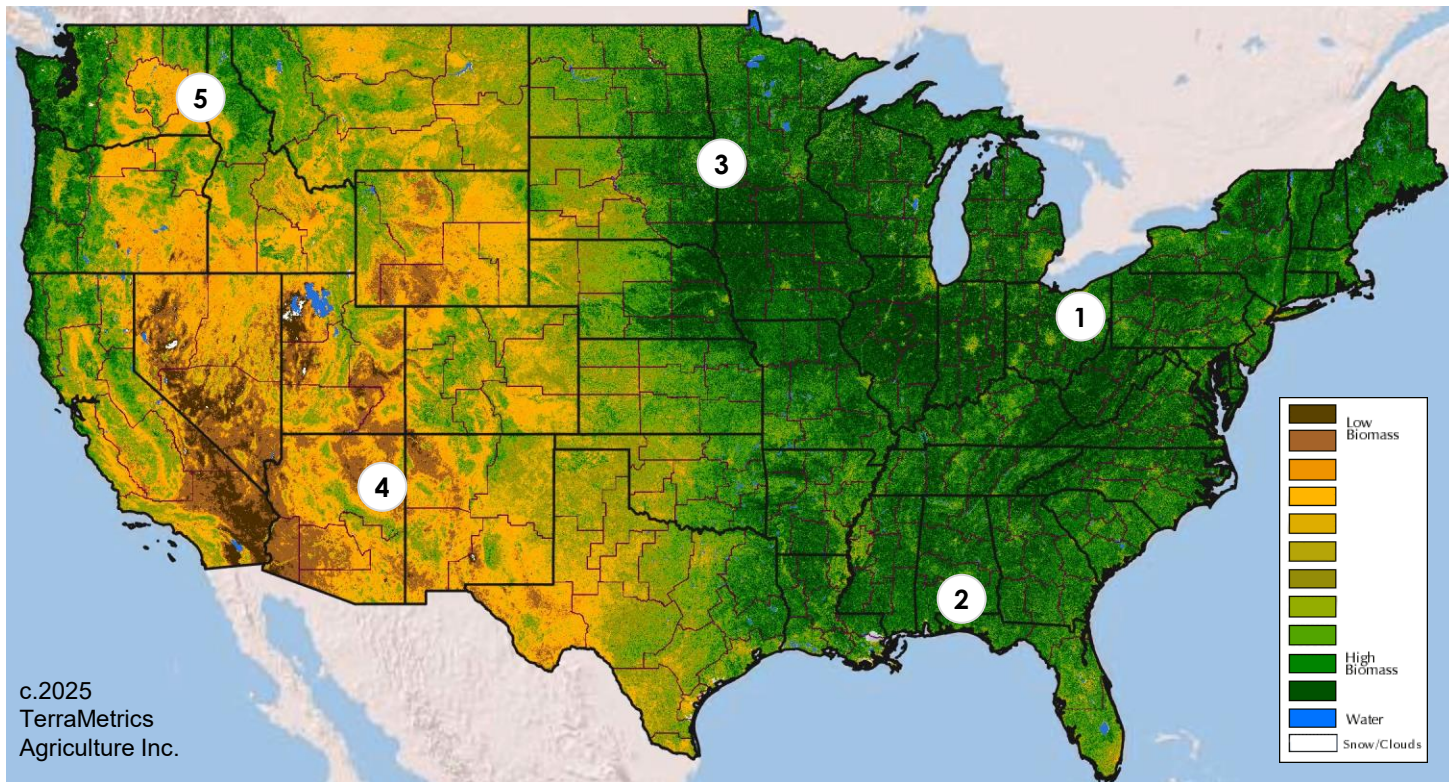 5
3
1
4
2
Low
Biomass
High
Biomass
Water
Snow/Clouds
c.2025
TerraMetrics
Agriculture Inc.